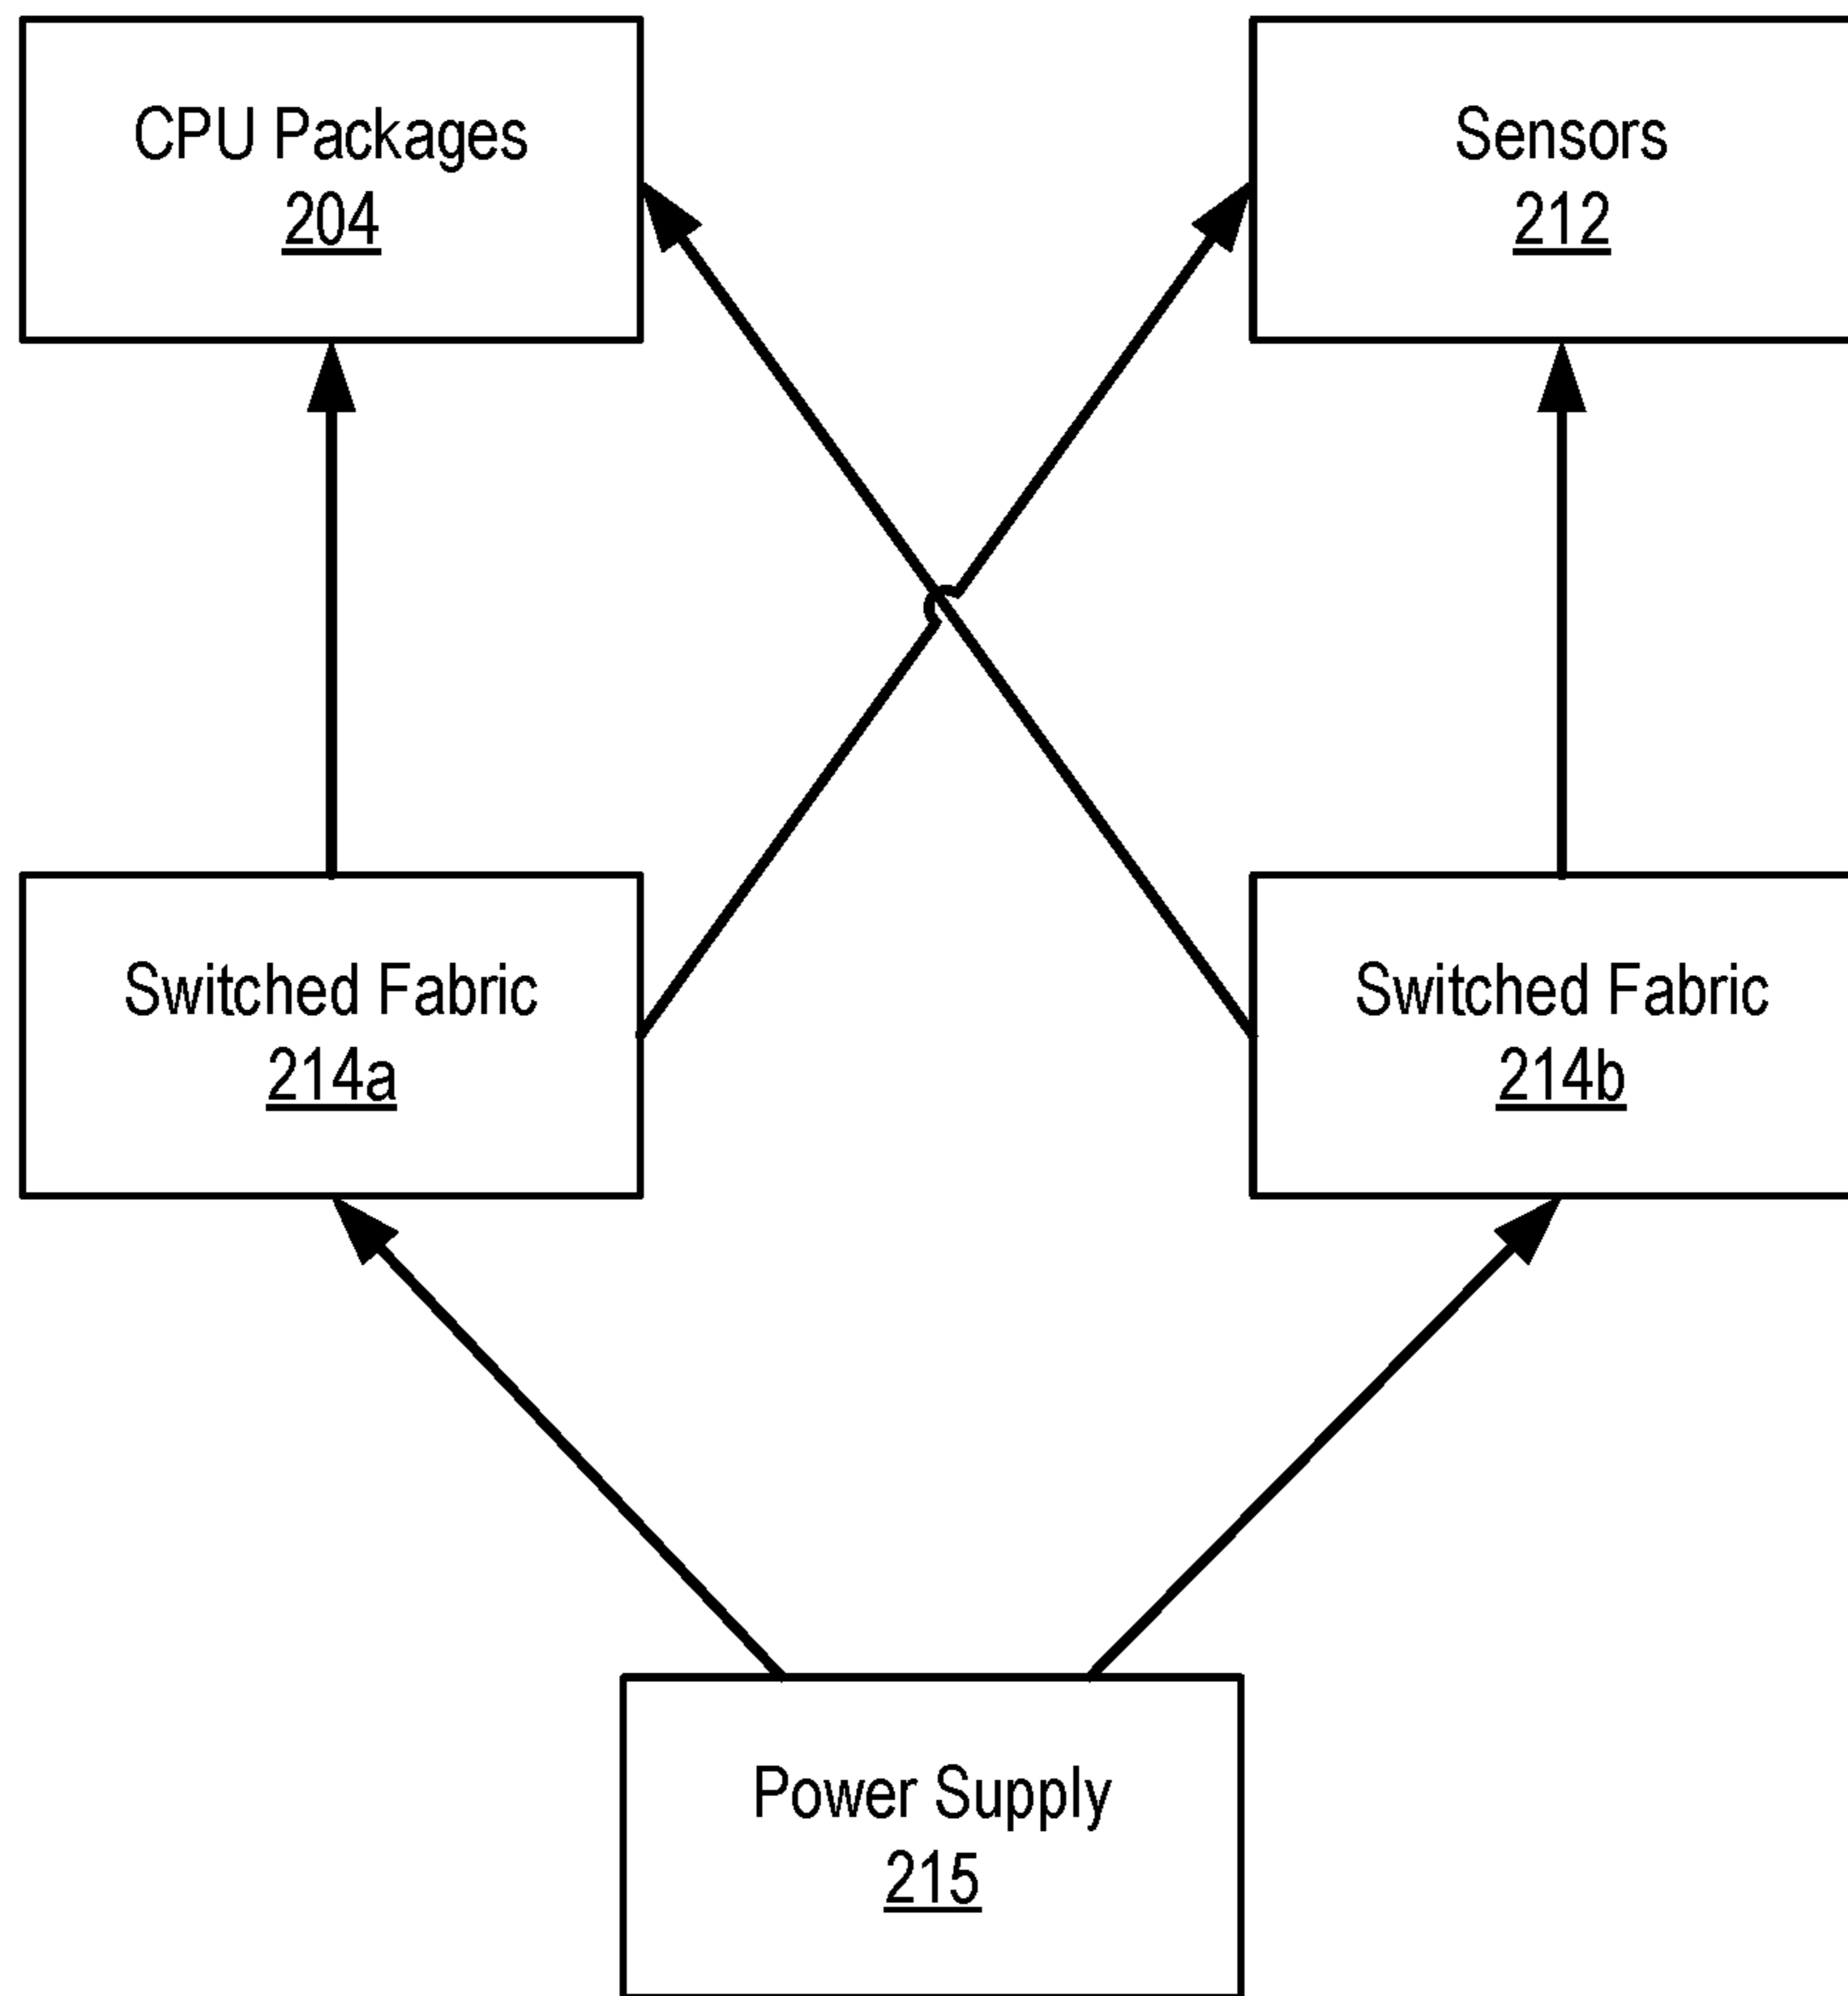 CPU Packages
204
Sensors
212
Switched Fabric
214a
Switched Fabric
214b
Power Supply
215